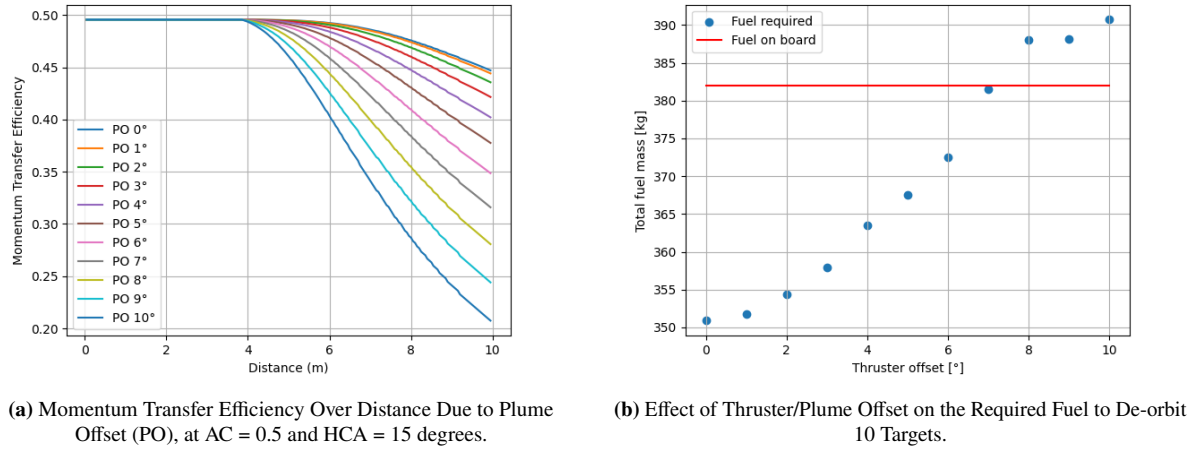 0.50
0.45
0.40
0.35
0.30
0.25
0.20
Momentum Transfer Efficiency
PO 0°
PO 1°
PO 2°
PO 3°
PO 4°
PO 5°
PO 6°
PO 7°
PO 8°
PO 9°
PO 10°
0 2 4 6 8 10
Distance (m)
(a) Momentum Transfer Efficiency Over Distance Due to Plume
Offset (PO), at AC = 0.5 and HCA = 15 degrees.
390
385
380
375
370
365
360
355
350
Total fuel mass [kg]
Fuel required
Fuel on board
0 2 4 6 8 10
Thruster offset [°]
(b) Effect of Thruster/Plume Offset on the Required Fuel to De-orbit
10 Targets.